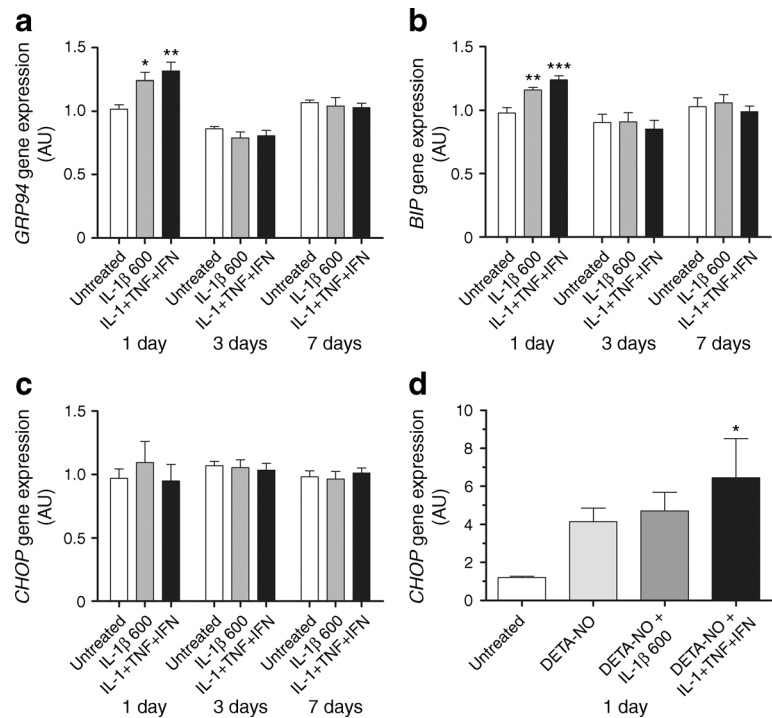 a
GRP94 gene expression
(AU)
1.5
1.0
0.5
0
*
**
Untreated
IL-1β 600
IL-1+TNF+IFN
Untreated
IL-1β 600
IL-1+TNF+IFN
Untreated
IL-1β 600
IL-1+TNF+IFN
1 day
3 days
7 days
b
BIP gene expression
(AU)
1.5
1.0
0.5
0
**
***
Untreated
IL-1β 600
IL-1+TNF+IFN
Untreated
IL-1β 600
IL-1+TNF+IFN
Untreated
IL-1β 600
IL-1+TNF+IFN
1 day
3 days
7 days
c
CHOP gene expression
(AU)
1.5
1.0
0.5
0
Untreated
IL-1β 600
IL-1+TNF+IFN
Untreated
IL-1β 600
IL-1+TNF+IFN
Untreated
IL-1β 600
IL-1+TNF+IFN
1 day
3 days
7 days
d
CHOP gene expression
(AU)
10
8
6
4
2
0
*
Untreated
DETA-NO
DETA-NO +
IL-1β 600
DETA-NO +
IL-1+TNF+IFN
1 day